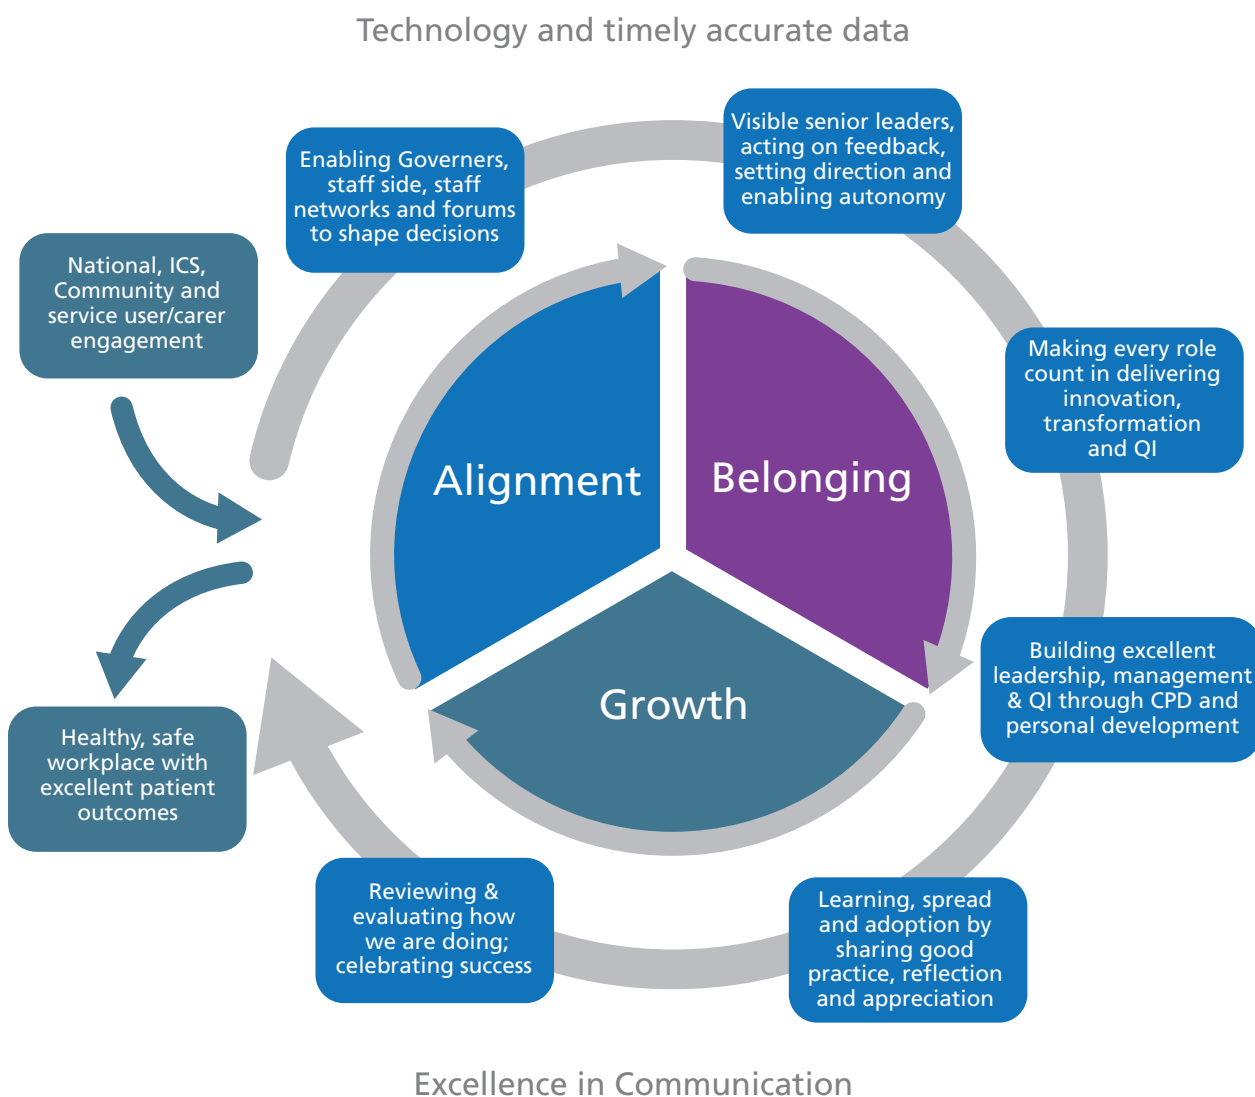 Technology and timely accurate data
Visible senior leaders,
acting on feedback,
setting direction and
enabling autonomy
Enabling Governers,
staff side, staff
networks and forums
to shape decisions
National, ICS,
Community and
service user/carer
engagement
Making every role
count in delivering
innovation,
transformation
and QI
Alignment
Belonging
Growth
Building excellent
leadership, management
& QI through CPD and
personal development
Healthy, safe
workplace with
excellent patient
outcomes
Reviewing &
evaluating how
we are doing;
celebrating success
Learning, spread
and adoption by
sharing good
practice, reflection
and appreciation
Excellence in Communication